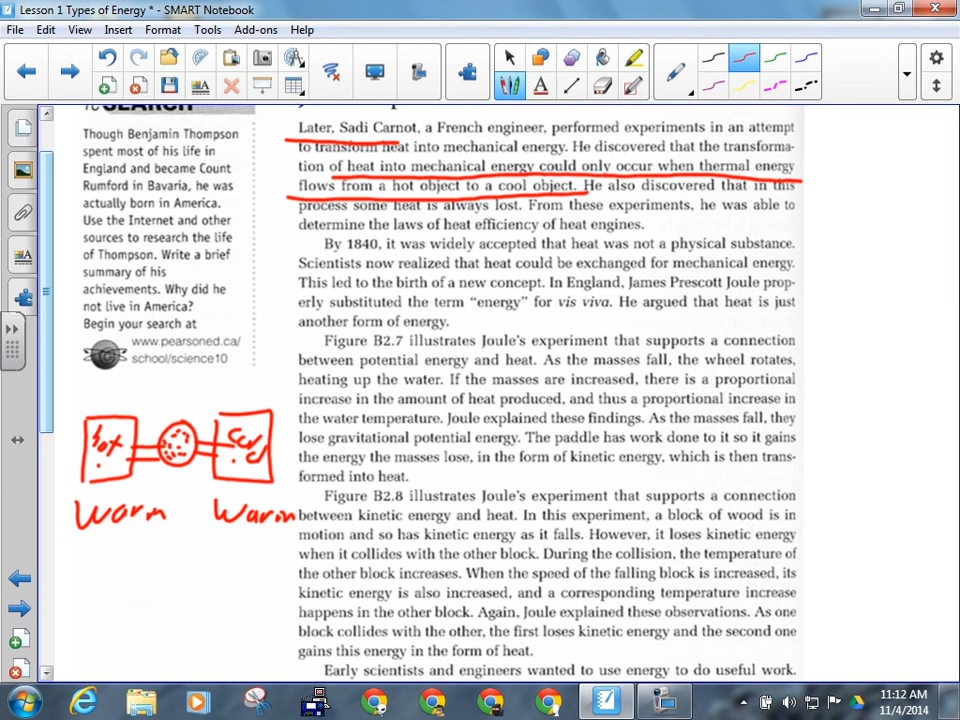 Lesson 1 Types of Energy * - SMART Notebook
File Edit View Insert Format Tools Add-ons Help
SEARCH
Though Benjamin Thompson
spent most of his life in
England and became Count
Rumford in Bavaria, he was
actually born in America.
Use the Internet and other
sources to research the life
of Thompson. Write a brief
summary of his
achievements. Why did he
not live in America?
Begin your search at
www.pearsoned.ca/
school/science10
hot
cold
warm warm
Later, Sadi Carnot, a French engineer, performed experiments in an attempt
to transform heat into mechanical energy. He discovered that the transforma-
tion of heat into mechanical energy could only occur when thermal energy
flows from a hot object to a cool object. He also discovered that in this
process some heat is always lost. From these experiments, he was able to
determine the laws of heat efficiency of heat engines.
By 1840, it was widely accepted that heat was not a physical substance.
Scientists now realized that heat could be exchanged for mechanical energy.
This led to the birth of a new concept. In England, James Prescott Joule prop-
erly substituted the term “energy” for vis viva. He argued that heat is just
another form of energy.
Figure B2.7 illustrates Joule's experiment that supports a connection
between potential energy and heat. As the masses fall, the wheel rotates,
heating up the water. If the masses are increased, there is a proportional
increase in the amount of heat produced, and thus a proportional increase in
the water temperature. Joule explained these findings. As the masses fall, they
lose gravitational potential energy. The paddle has work done to it so it gains
the energy the masses lose, in the form of kinetic energy, which is then trans-
formed into heat.
Figure B2.8 illustrates Joule's experiment that supports a connection
between kinetic energy and heat. In this experiment, a block of wood is in
motion and so has kinetic energy as it falls. However, it loses kinetic energy
when it collides with the other block. During the collision, the temperature of
the other block increases. When the speed of the falling block is increased, its
kinetic energy is also increased, and a corresponding temperature increase
happens in the other block. Again, Joule explained these observations. As one
block collides with the other, the first loses kinetic energy and the second one
gains this energy in the form of heat.
Early scientists and engineers wanted to use energy to do useful work.
11:12 AM
11/4/2014